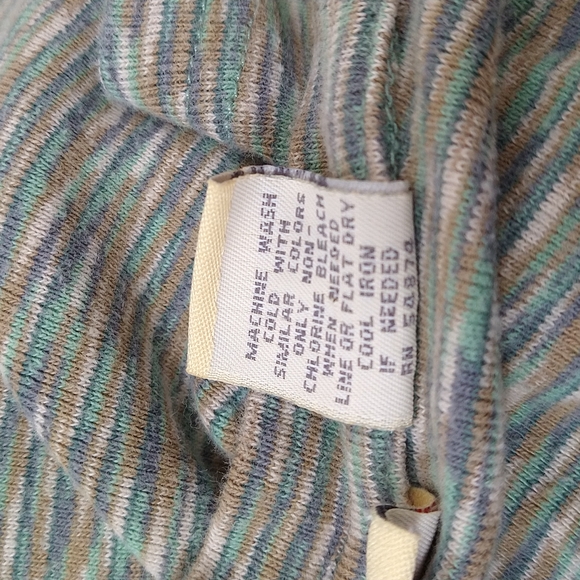 MACHINE WASH
COLD WITH
SIMILAR COLORS
ONLY NON-
CHLORINE BLEACH
WHEN NEEDED
LINE OR FLAT DRY
COOL IRON
IF NEEDED
RN